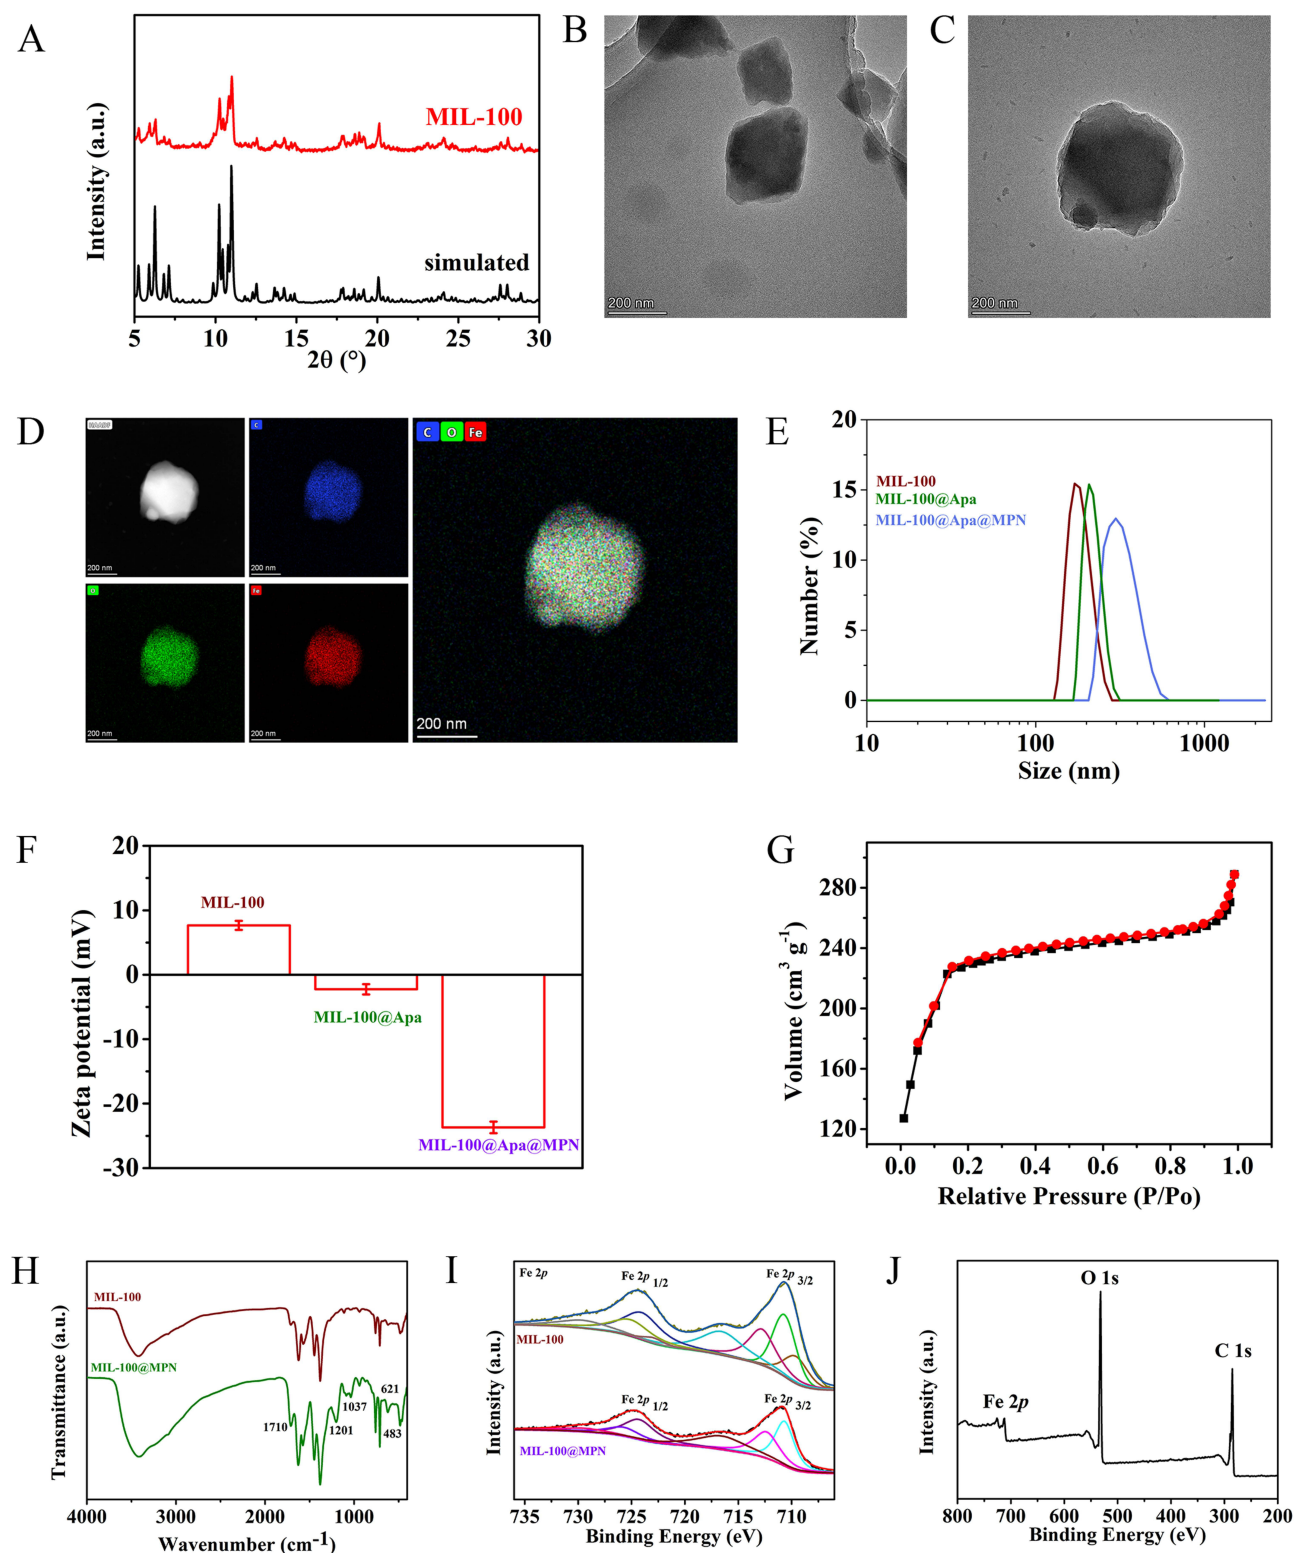 A
Intensity (a.u.)
MIL-100
simulated
5 10 15 20 25 30
2θ (°)
B
200 nm
C
200 nm
D
HAADF
200 nm
C
200 nm
O
200 nm
Fe
200 nm
C O Fe
200 nm
E
Number (%)
20
15
10
5
0
MIL-100
MIL-100@Apa
MIL-100@Apa@MPN
10 100 1000
Size (nm)
F
Zeta potential (mV)
20
10
0
-10
-20
-30
MIL-100
MIL-100@Apa
MIL-100@Apa@MPN
G
Volume (cm³ g⁻¹)
280
240
200
160
120
0.0 0.2 0.4 0.6 0.8 1.0
Relative Pressure (P/Po)
H
Transmittance (a.u.)
MIL-100
MIL-100@MPN
1710
1201
1037
621
483
4000 3000 2000 1000
Wavenumber (cm⁻¹)
I
Intensity (a.u.)
Fe 2p
Fe 2p 1/2
Fe 2p 3/2
MIL-100
Fe 2p 1/2
Fe 2p 3/2
MIL-100@MPN
735 730 725 720 715 710
Binding Energy (eV)
J
Intensity (a.u.)
Fe 2p
O 1s
C 1s
800 700 600 500 400 300 200
Binding Energy (eV)